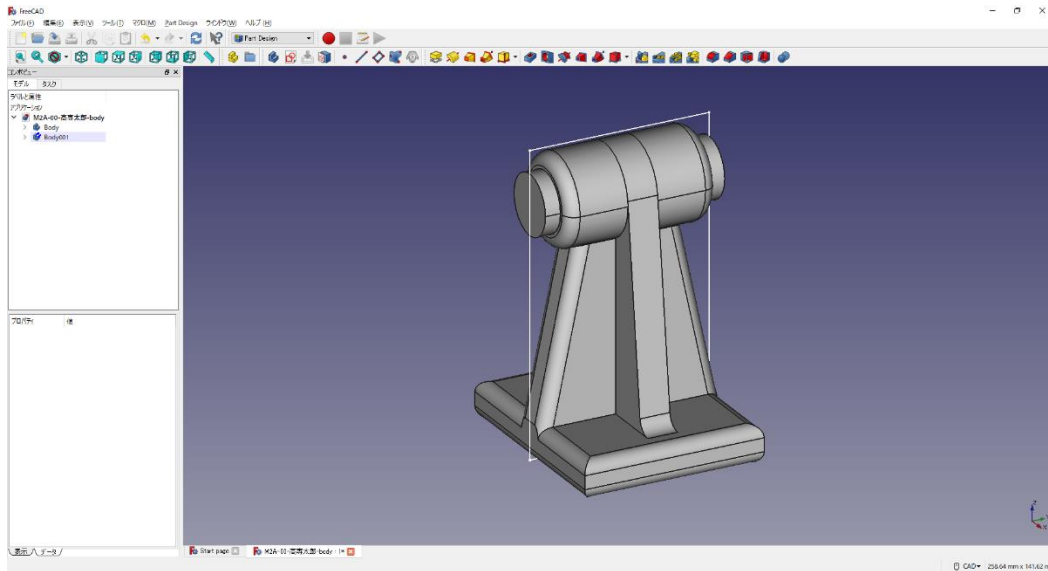 FreeCAD
ファイル(F) 編集(E) 表示(V) ツール(T) マクロ(M) Part Design ウインドウ(W) ヘルプ(H)
Part Design
コンボビュー
モデル タスク
ラベルと属性
アプリケーション
M2A-00-高専太郎-body
Body
Body001
プロパティ 値
Z
X
表示 データ
Start page M2A-00-高専太郎-body : 1*
CAD 258.64 mm x 141.62 m